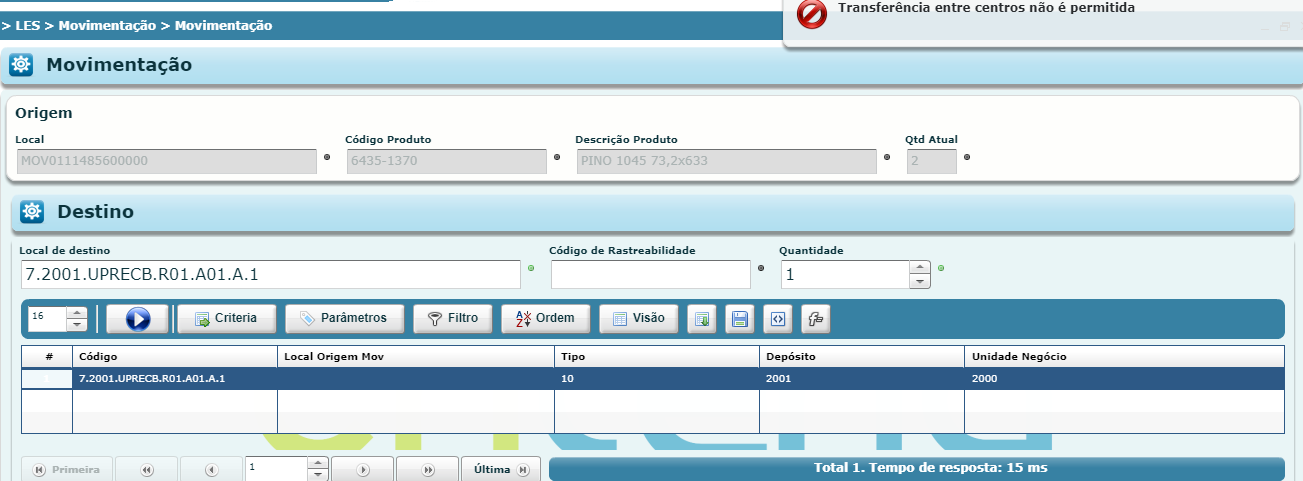 Transferência entre centros não é permitida
> LES > Movimentação > Movimentação
Movimentação
Origem
Local Código Produto Descrição Produto Qtd Atual
MOV0111485600000 6435-1370 PINO 1045 73,2x633 2
Destino
Local de destino Código de Rastreabilidade Quantidade
7.2001.UPRECB.R01.A01.A.1 1
16 Criteria Parâmetros Filtro Ordem Visão
# Código Local Origem Mov Tipo Depósito Unidade Negócio
7.2001.UPRECB.R01.A01.A.1 10 2001 2000
Primeira 1 Última Total 1. Tempo de resposta: 15 ms